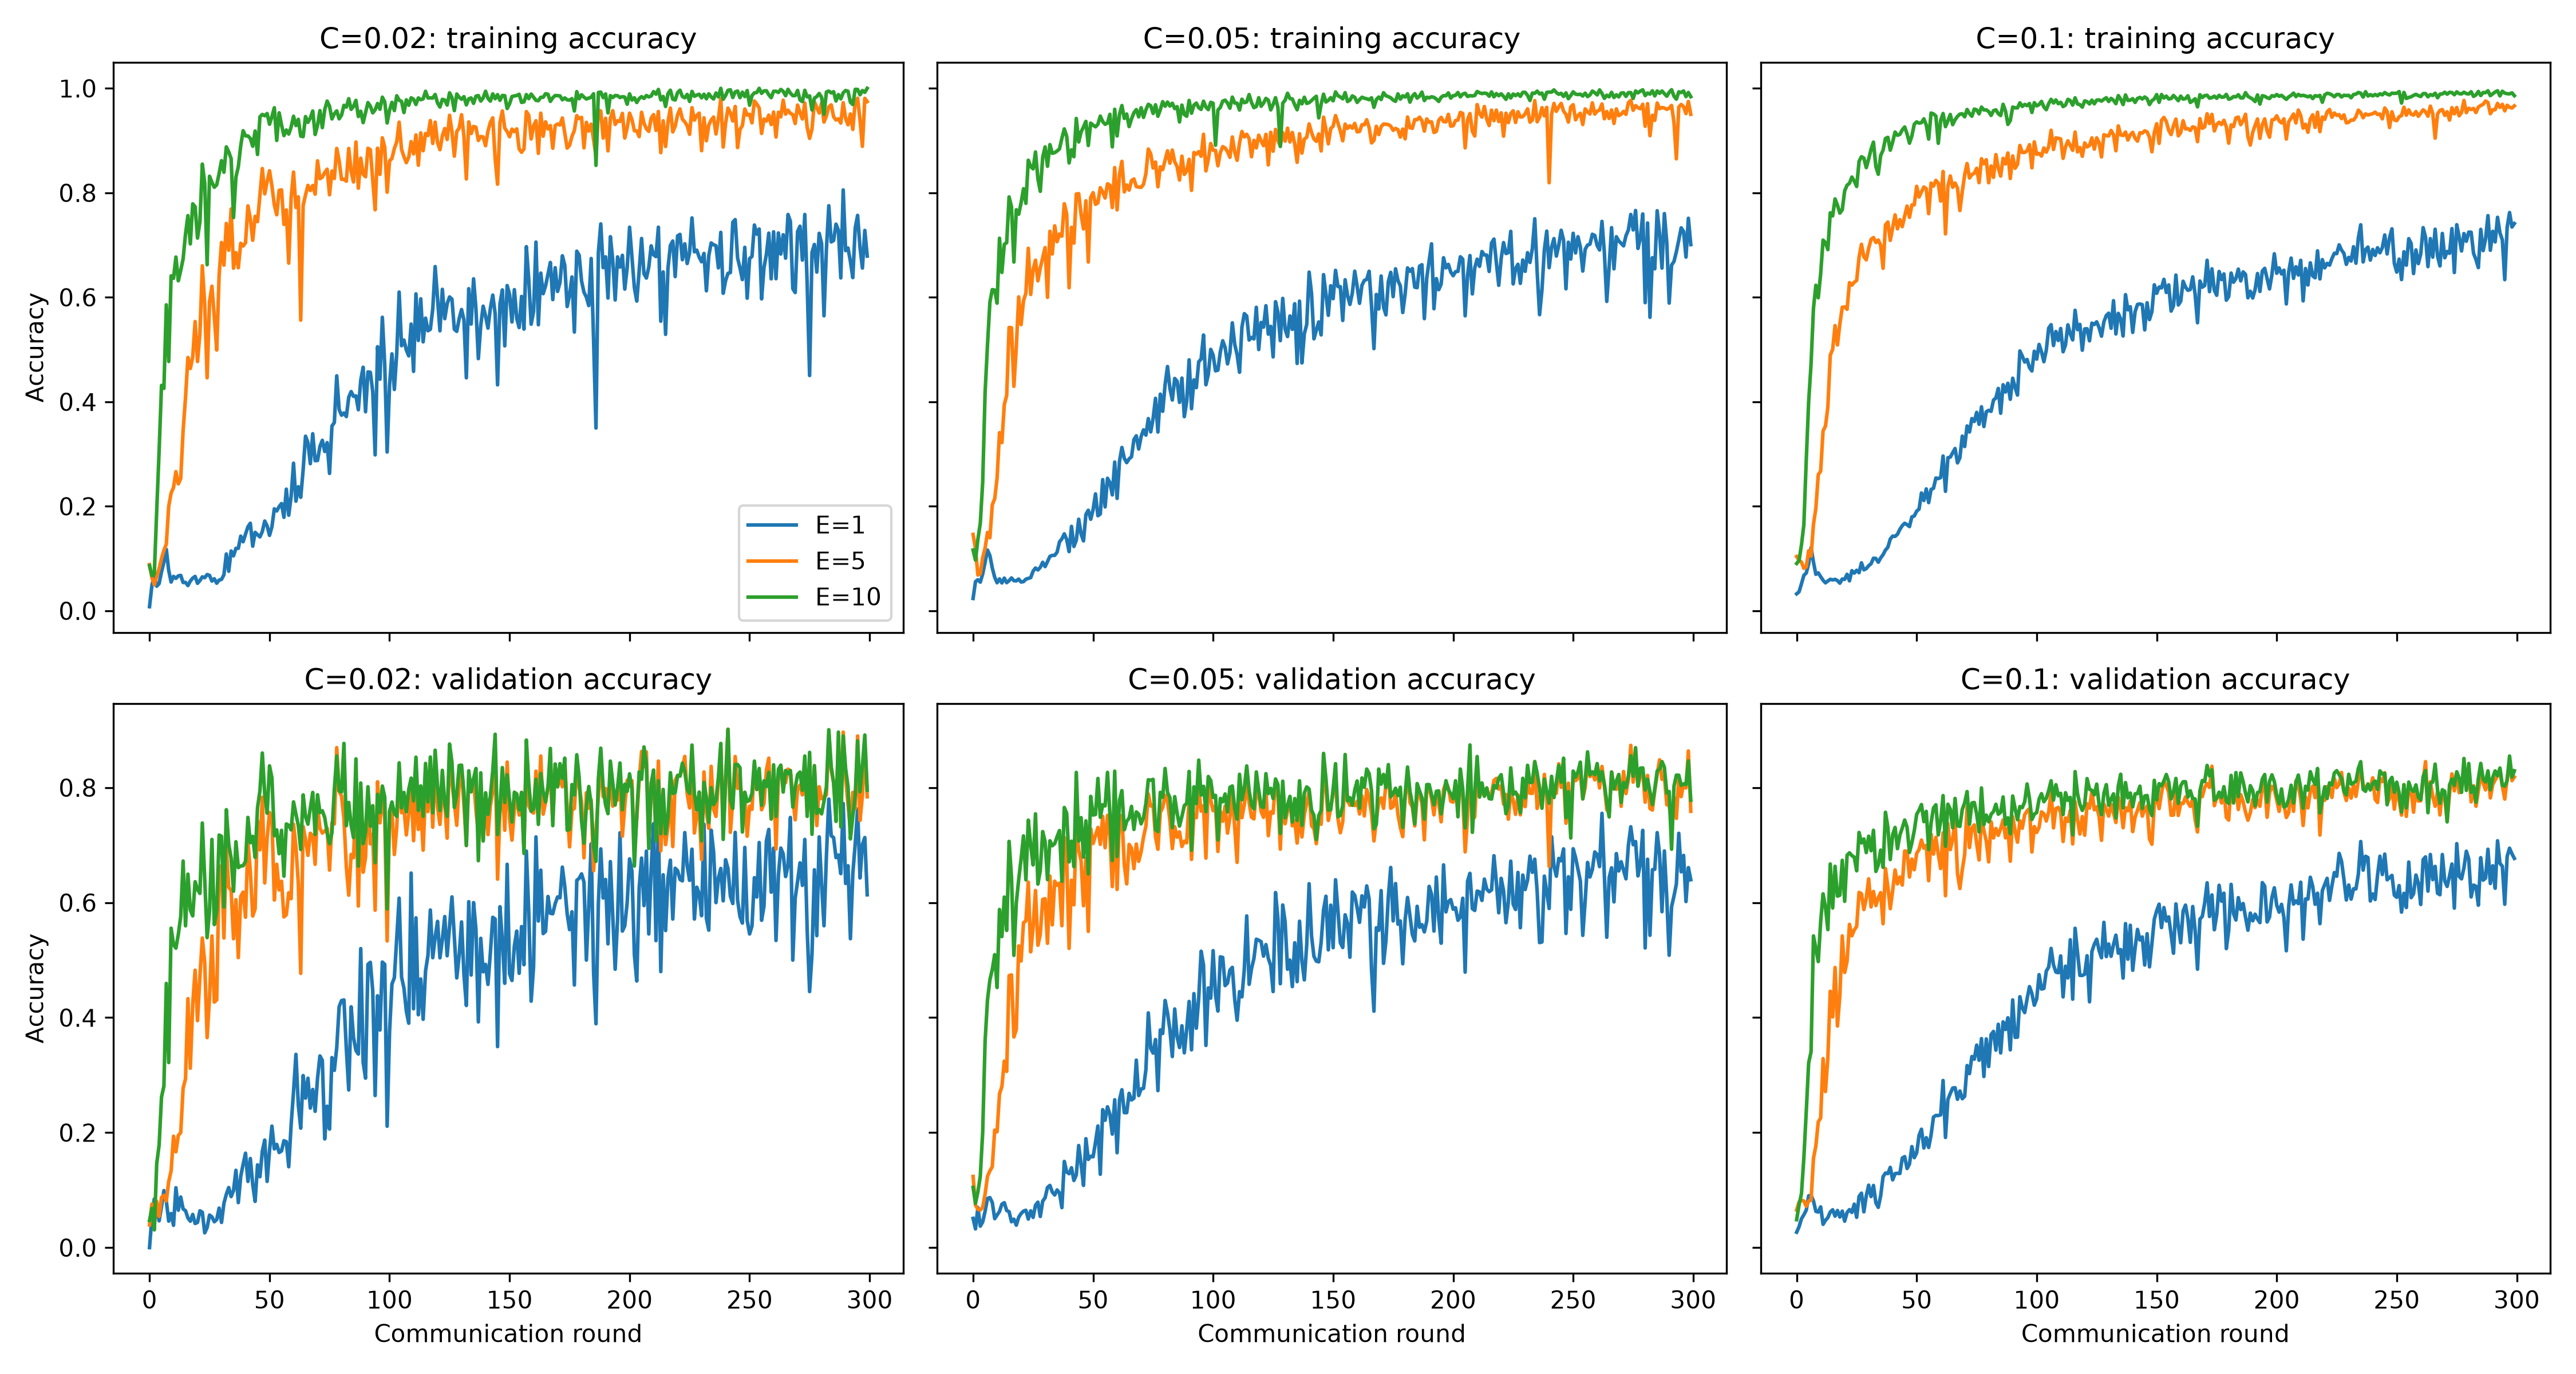 C=0.02: training accuracy
C=0.05: training accuracy
C=0.1: training accuracy
Accuracy
1.0
0.8
0.6
0.4
0.2
0.0
E=1
E=5
E=10
C=0.02: validation accuracy
C=0.05: validation accuracy
C=0.1: validation accuracy
Accuracy
0.8
0.6
0.4
0.2
0.0
0 50 100 150 200 250 300
0 50 100 150 200 250 300
0 50 100 150 200 250 300
Communication round
Communication round
Communication round